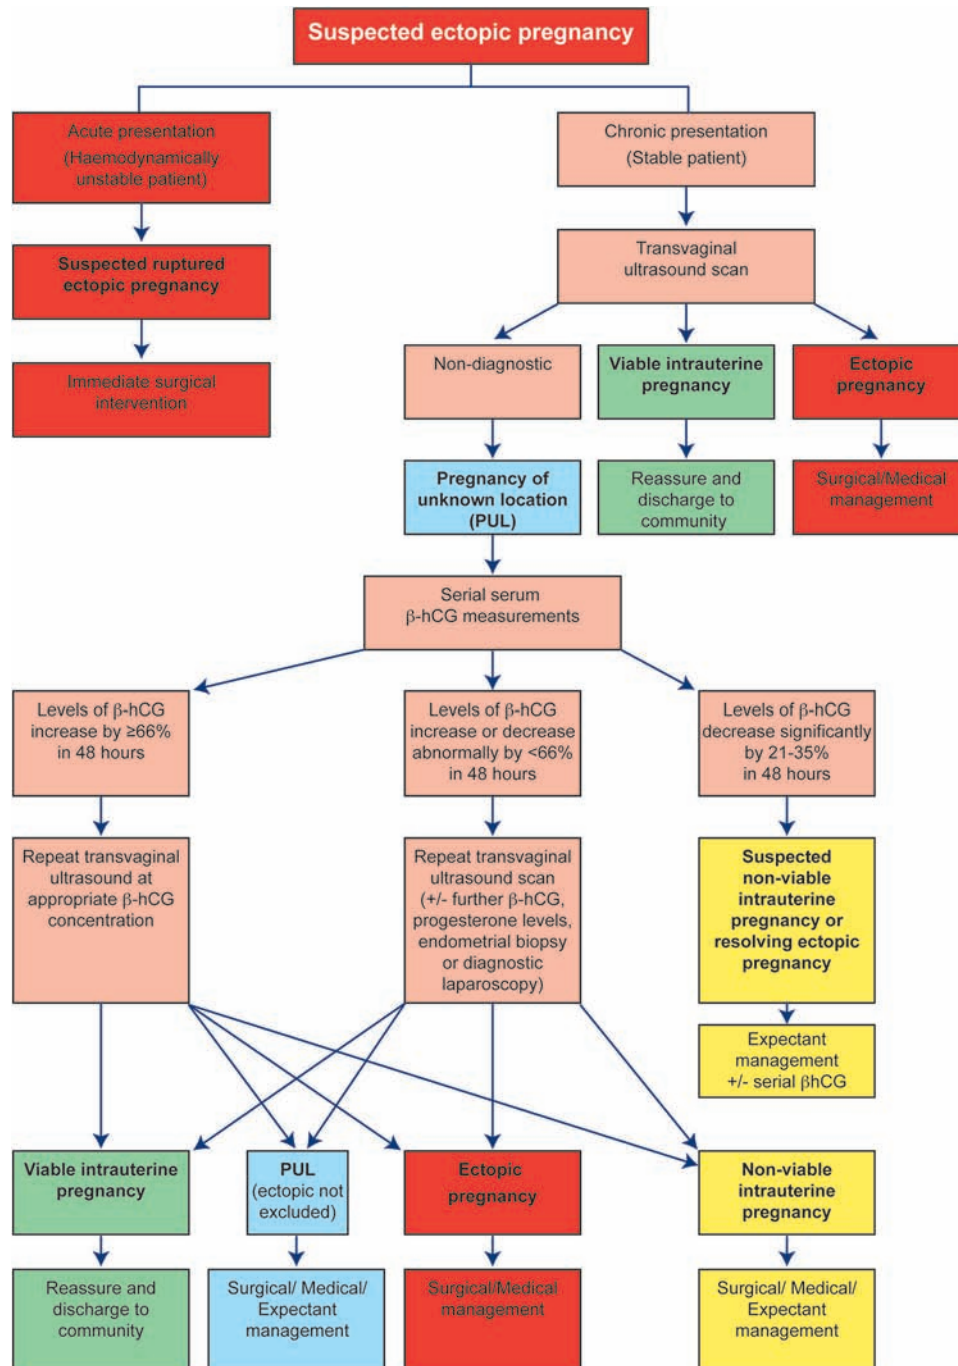 Suspected ectopic pregnancy
Acute presentation
(Haemodynamically
unstable patient)
Chronic presentation
(Stable patient)
Suspected ruptured
ectopic pregnancy
Transvaginal
ultrasound scan
Immediate surgical
intervention
Non-diagnostic
Viable intrauterine
pregnancy
Ectopic
pregnancy
Pregnancy of
unknown location
(PUL)
Reassure and
discharge to
community
Surgical/Medical
management
Serial serum
β-hCG measurements
Levels of β-hCG
increase by ≥66%
in 48 hours
Levels of β-hCG
increase or decrease
abnormally by <66%
in 48 hours
Levels of β-hCG
decrease significantly
by 21-35%
in 48 hours
Repeat transvaginal
ultrasound at
appropriate β-hCG
concentration
Repeat transvaginal
ultrasound scan
(+/- further β-hCG,
progesterone levels,
endometrial biopsy
or diagnostic
laparoscopy)
Suspected
non-viable
intrauterine
pregnancy or
resolving ectopic
pregnancy
Expectant
management
+/- serial βhCG
Viable intrauterine
pregnancy
PUL
(ectopic not
excluded)
Ectopic
pregnancy
Non-viable
intrauterine
pregnancy
Reassure and
discharge to
community
Surgical/ Medical/
Expectant
management
Surgical/Medical
management
Surgical/ Medical/
Expectant
management